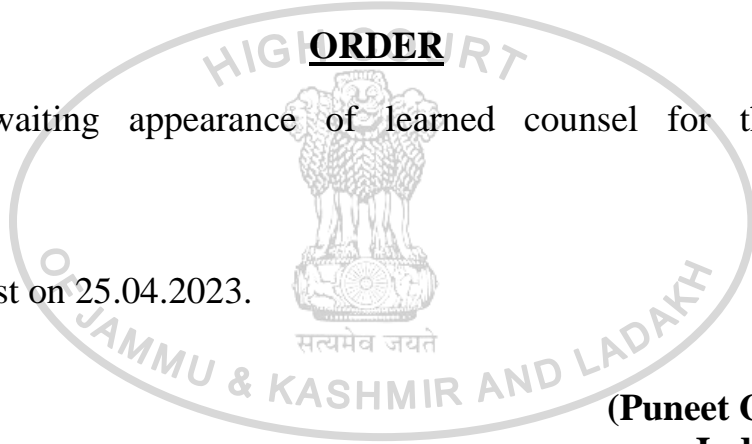 HIGH COURT
ORDER
waiting appearance of learned counsel for th
st on 25.04.2023.
सत्यमेव जयते
OF JAMMU & KASHMIR AND LADAKH
(Puneet G